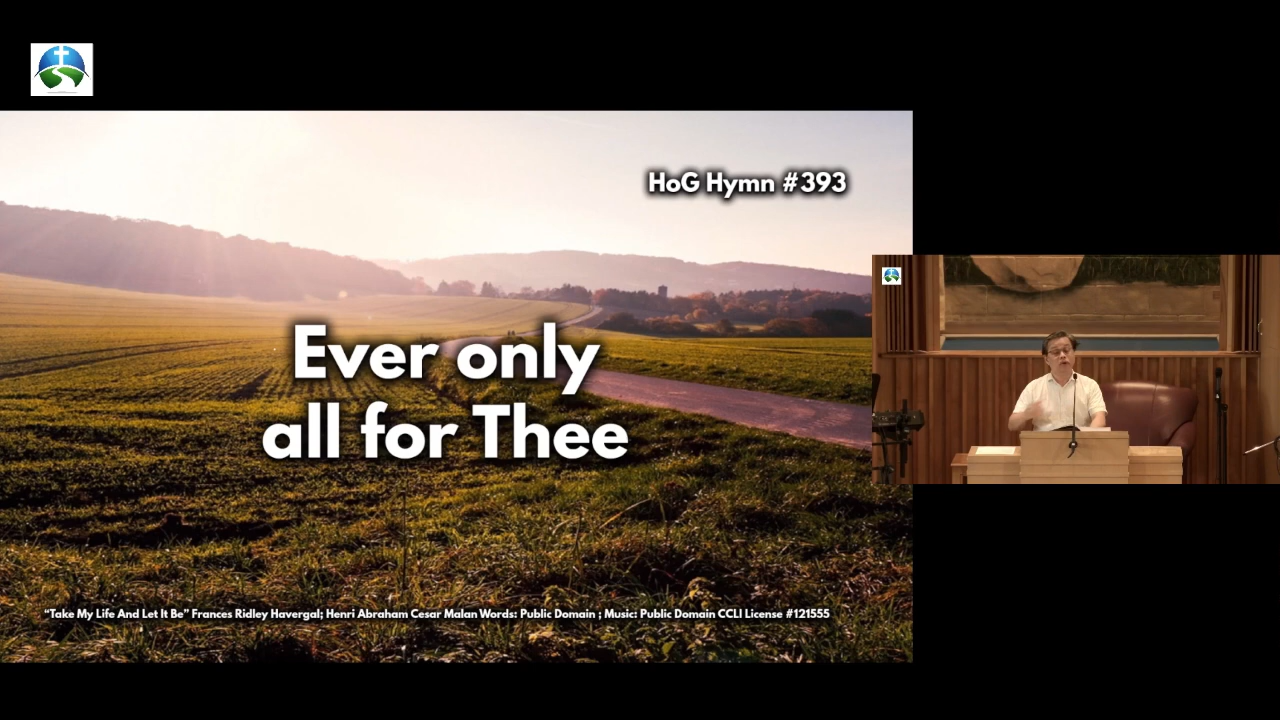 HoG Hymn #393
Ever only
all for Thee
“Take My Life And Let It Be” Frances Ridley Havergal; Henri Abraham Cesar Malan Words: Public Domain ; Music: Public Domain CCLI License #121555